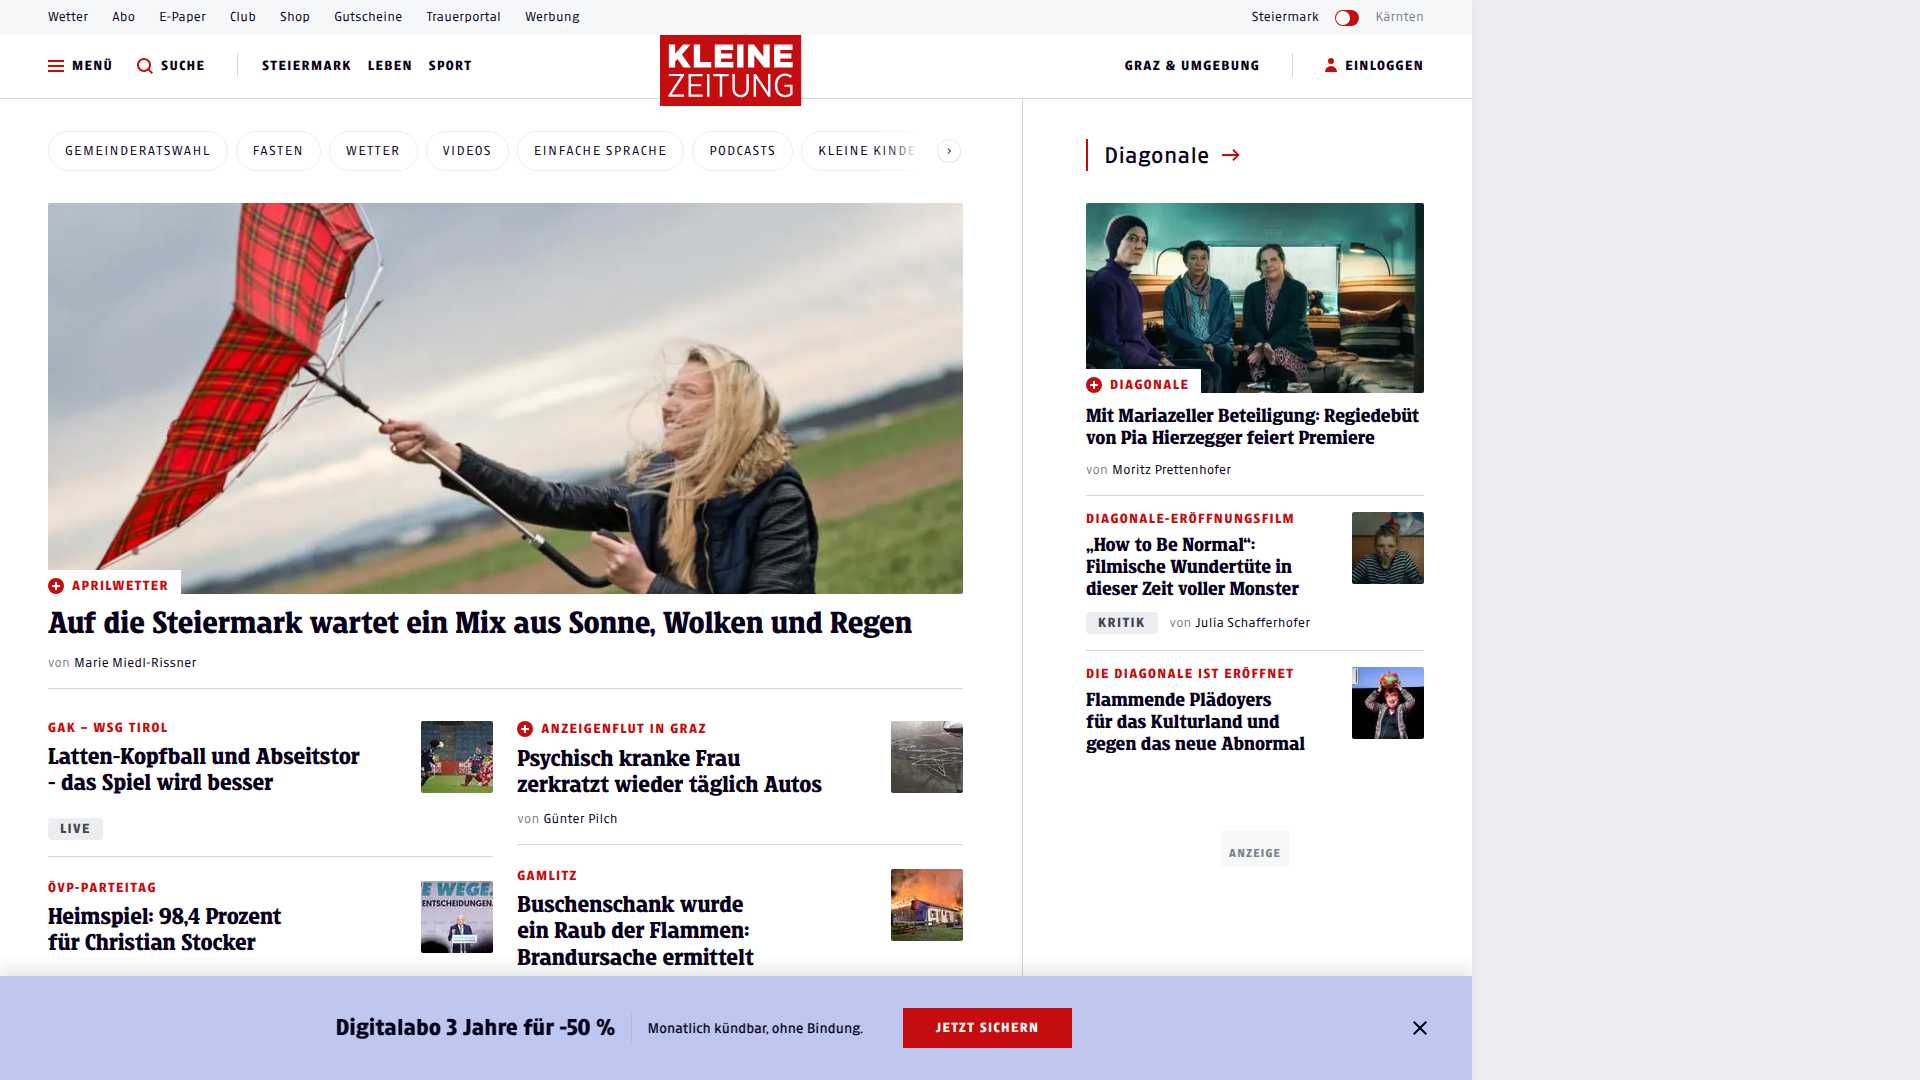 Wetter Abo E-Paper Club Shop Gutscheine Trauerportal Werbung Steiermark Kärnten
MENÜ SUCHE STEIERMARK LEBEN SPORT KLEINE ZEITUNG GRAZ & UMGEBUNG EINLOGGEN
GEMEINDERATSWAHL FASTEN WETTER VIDEOS EINFACHE SPRACHE PODCASTS KLEINE KINDE
APRILWETTER
Auf die Steiermark wartet ein Mix aus Sonne, Wolken und Regen
von Marie Miedl-Rissner
GAK – WSG TIROL
Latten-Kopfball und Abseitstor
- das Spiel wird besser
LIVE
ÖVP-PARTEITAG
Heimspiel: 98,4 Prozent
für Christian Stocker
E WEGE.
ENTSCHEIDUNGEN.
ANZEIGENFLUT IN GRAZ
Psychisch kranke Frau
zerkratzt wieder täglich Autos
von Günter Pilch
GAMLITZ
Buschenschank wurde
ein Raub der Flammen:
Brandursache ermittelt
Diagonale
DIAGONALE
Mit Mariazeller Beteiligung: Regiedebüt
von Pia Hierzegger feiert Premiere
von Moritz Prettenhofer
DIAGONALE-ERÖFFNUNGSFILM
„How to Be Normal“:
Filmische Wundertüte in
dieser Zeit voller Monster
KRITIK von Julia Schafferhofer
DIE DIAGONALE IST ERÖFFNET
Flammende Plädoyers
für das Kulturland und
gegen das neue Abnormal
ANZEIGE
Digitalabo 3 Jahre für -50 % Monatlich kündbar, ohne Bindung. JETZT SICHERN